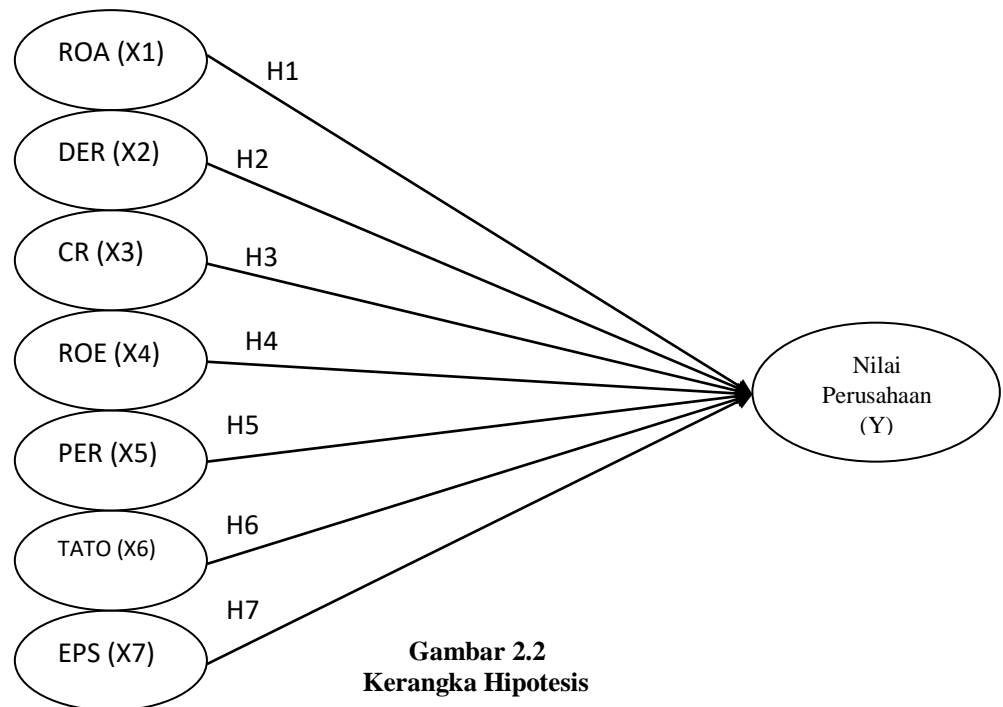 ROA (X1)
H1
DER (X2)
H2
CR (X3)
H3
ROE (X4)
H4
PER (X5)
H5
TATO (X6)
H6
EPS (X7)
H7
Nilai
Perusahaan
(Y)
Gambar 2.2
Kerangka Hipotesis